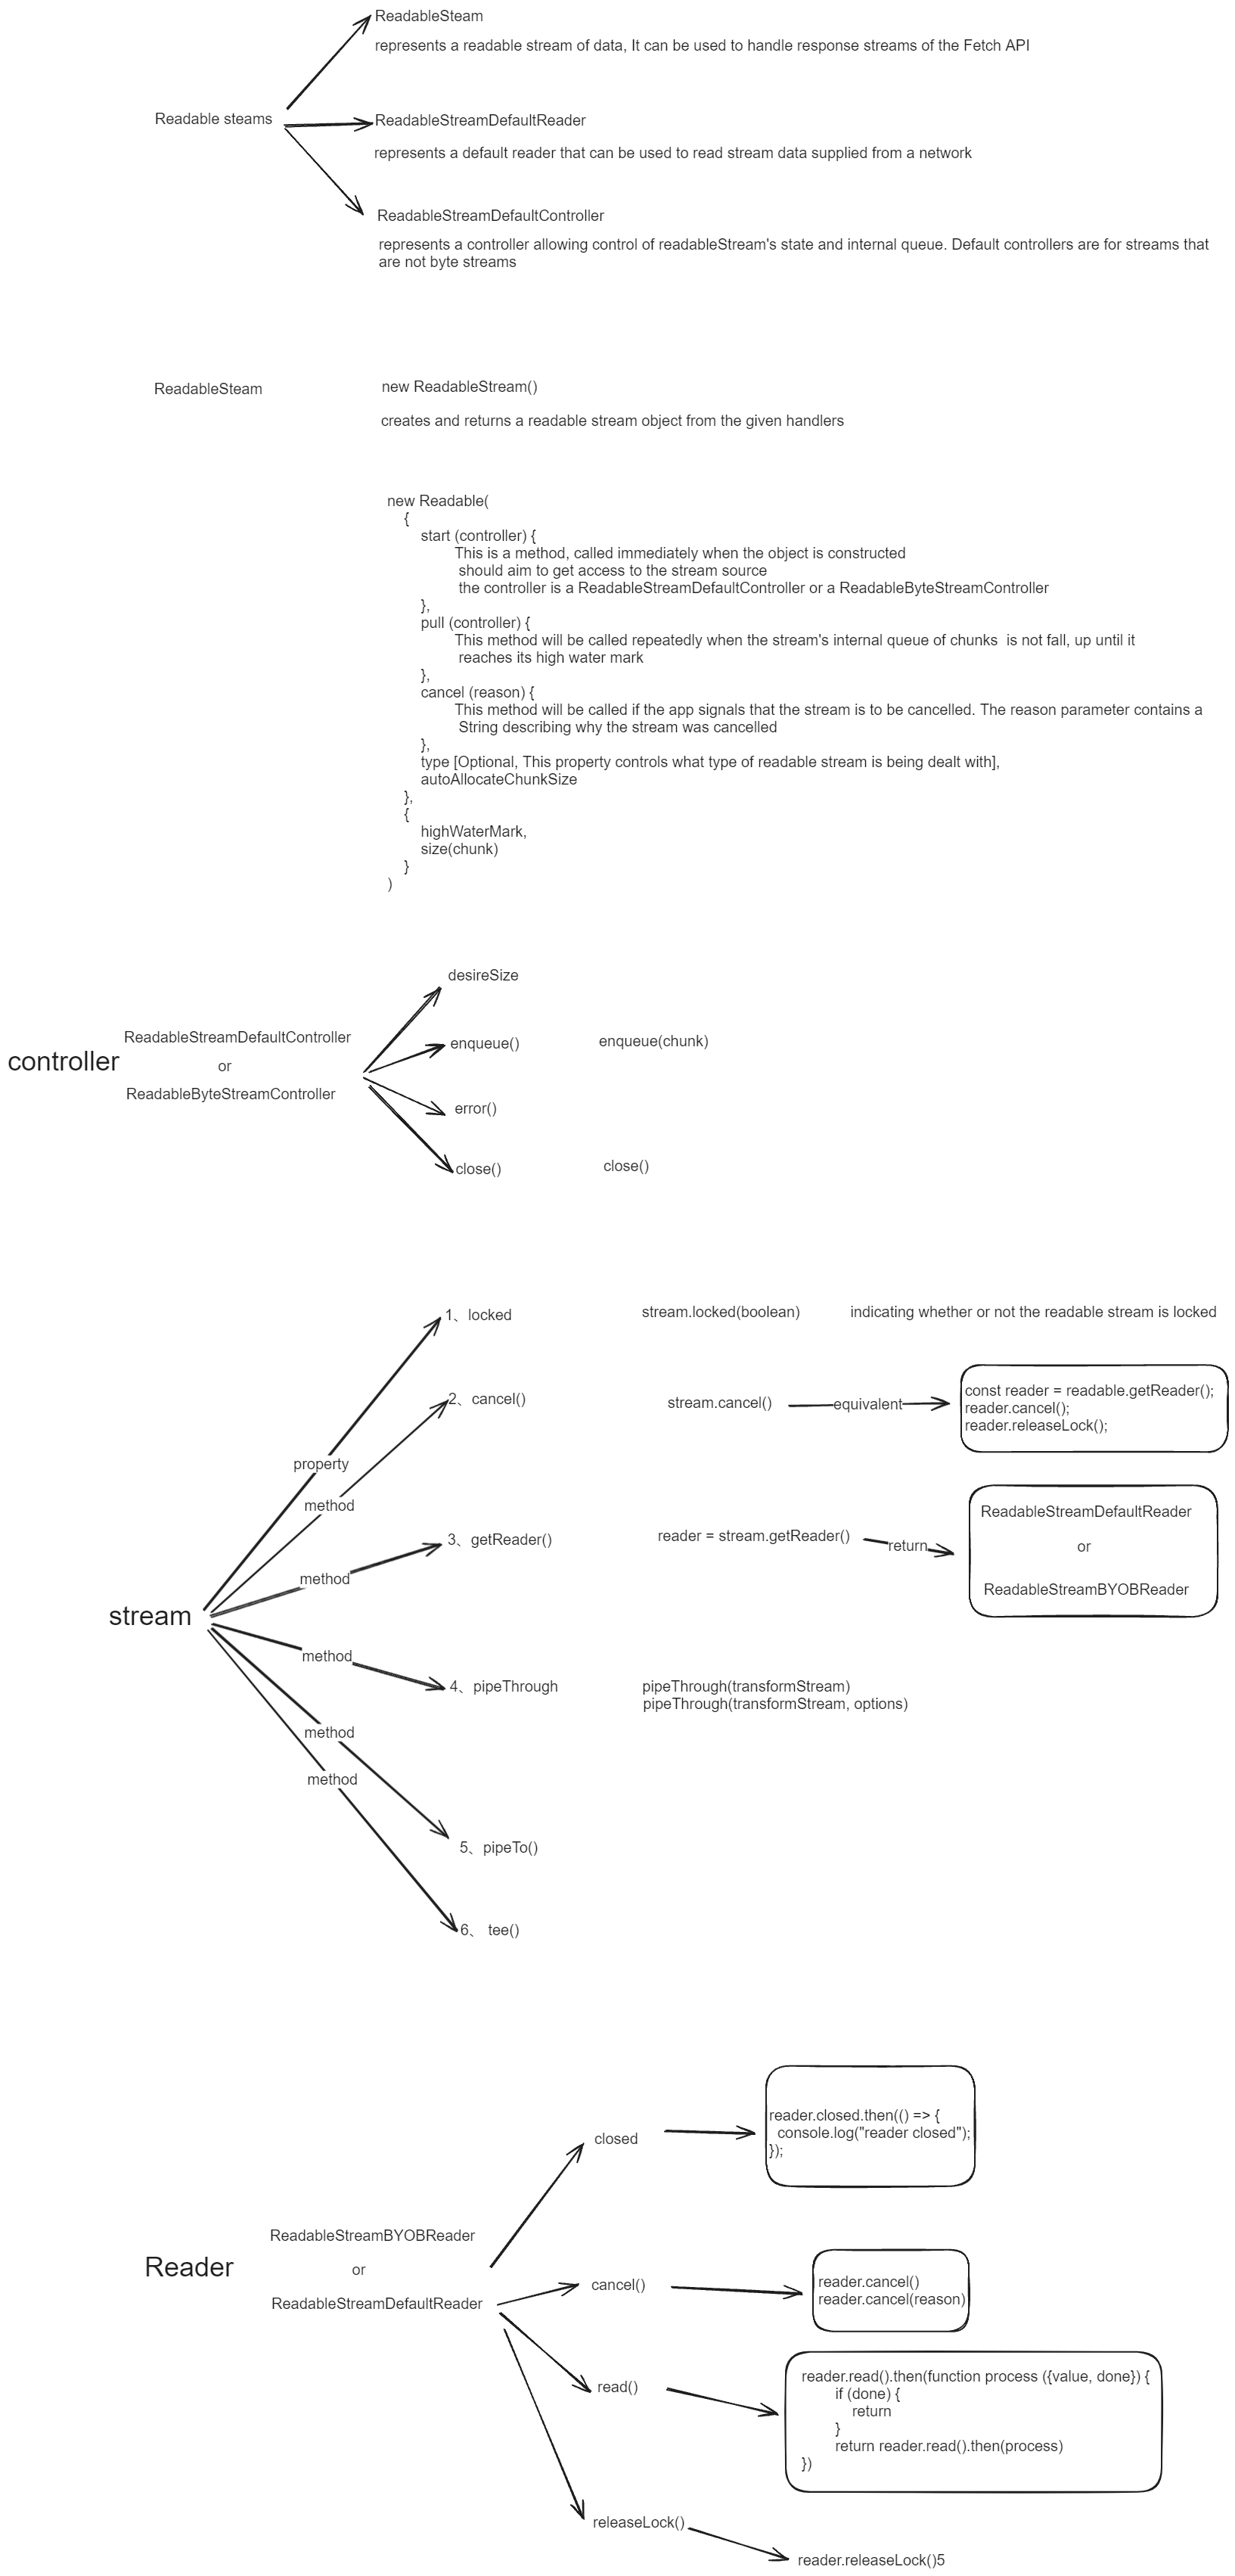 ReadableSteam
represents a readable stream of data, It can be used to handle response streams of the Fetch API
Readable steams
ReadableStreamDefaultReader
represents a default reader that can be used to read stream data supplied from a network
ReadableStreamDefaultController
represents a controller allowing control of readableStream's state and internal queue. Default controllers are for streams that
are not byte streams
ReadableSteam
new ReadableStream()
creates and returns a readable stream object from the given handlers
new Readable(
{
start (controller) {
This is a method, called immediately when the object is constructed
should aim to get access to the stream source
the controller is a ReadableStreamDefaultController or a ReadableByteStreamController
},
pull (controller) {
This method will be called repeatedly when the stream's internal queue of chunks  is not fall, up until it
reaches its high water mark
},
cancel (reason) {
This method will be called if the app signals that the stream is to be cancelled. The reason parameter contains a
String describing why the stream was cancelled
},
type [Optional, This property controls what type of readable stream is being dealt with],
autoAllocateChunkSize
},
{
highWaterMark,
size(chunk)
}
)
controller
ReadableStreamDefaultController
or
ReadableByteStreamController
desireSize
enqueue()
enqueue(chunk)
error()
close()
close()
stream
property
1、locked
stream.locked(boolean)
indicating whether or not the readable stream is locked
method
2、cancel()
stream.cancel()
equivalent
const reader = readable.getReader();
reader.cancel();
reader.releaseLock();
method
3、getReader()
reader = stream.getReader()
return
ReadableStreamDefaultReader
or
ReadableStreamBYOBReader
method
4、pipeThrough
pipeThrough(transformStream)
pipeThrough(transformStream, options)
method
5、pipeTo()
method
6、 tee()
Reader
ReadableStreamBYOBReader
or
ReadableStreamDefaultReader
closed
reader.closed.then(() => {
console.log("reader closed");
});
cancel()
reader.cancel()
reader.cancel(reason)
read()
reader.read().then(function process ({value, done}) {
if (done) {
return
}
return reader.read().then(process)
})
releaseLock()
reader.releaseLock()5